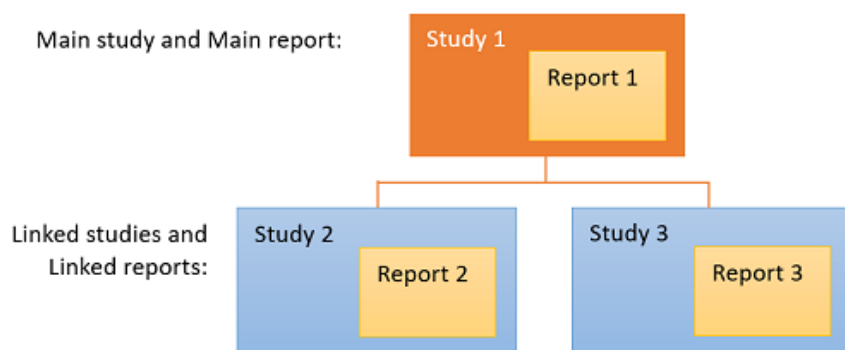 Main study and Main report:
Study 1
Report 1
Linked studies and
Linked reports:
Study 2
Report 2
Study 3
Report 3